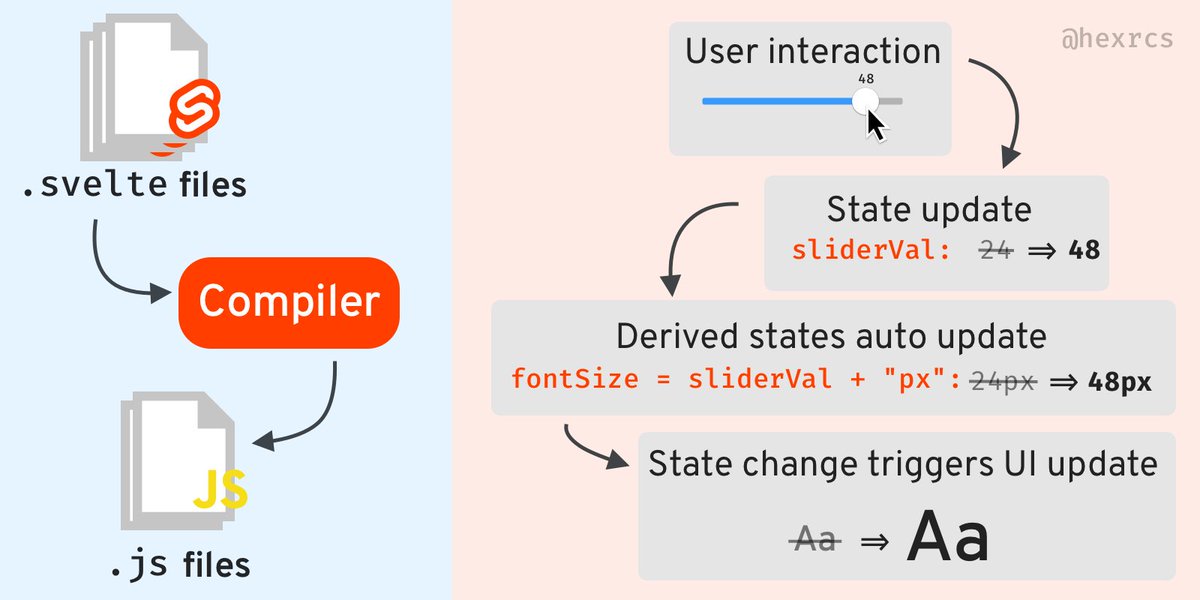 .svelte files
Compiler
JS
.js files
@hexrcs
User interaction
48
State update
sliderVal: 24 ⇒ 48
Derived states auto update
fontSize = sliderVal + "px": 24px ⇒ 48px
State change triggers UI update
Aa ⇒ Aa